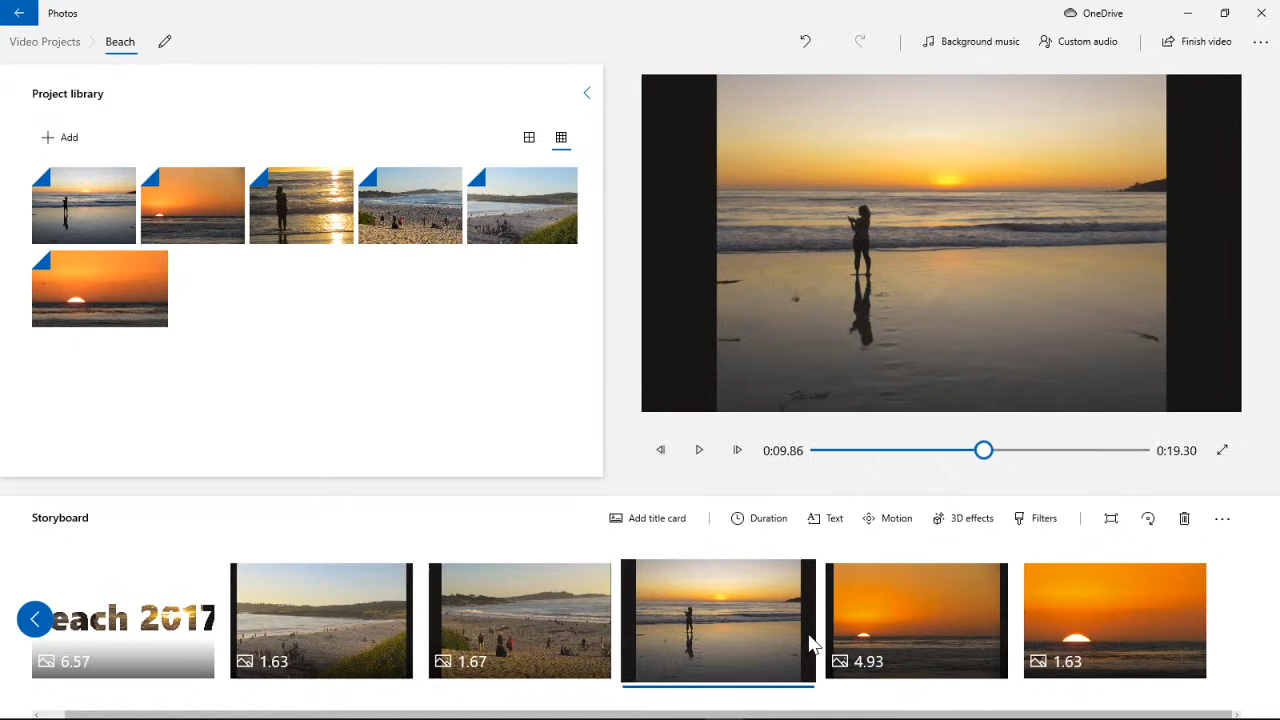 Photos
OneDrive
Video Projects
Beach
Background music
Custom audio
Finish video
Project library
Add
0:09.86
0:19.30
Storyboard
Add title card
Duration
Text
Motion
3D effects
Filters
each 2017
6.57
1.63
1.67
4.93
1.63